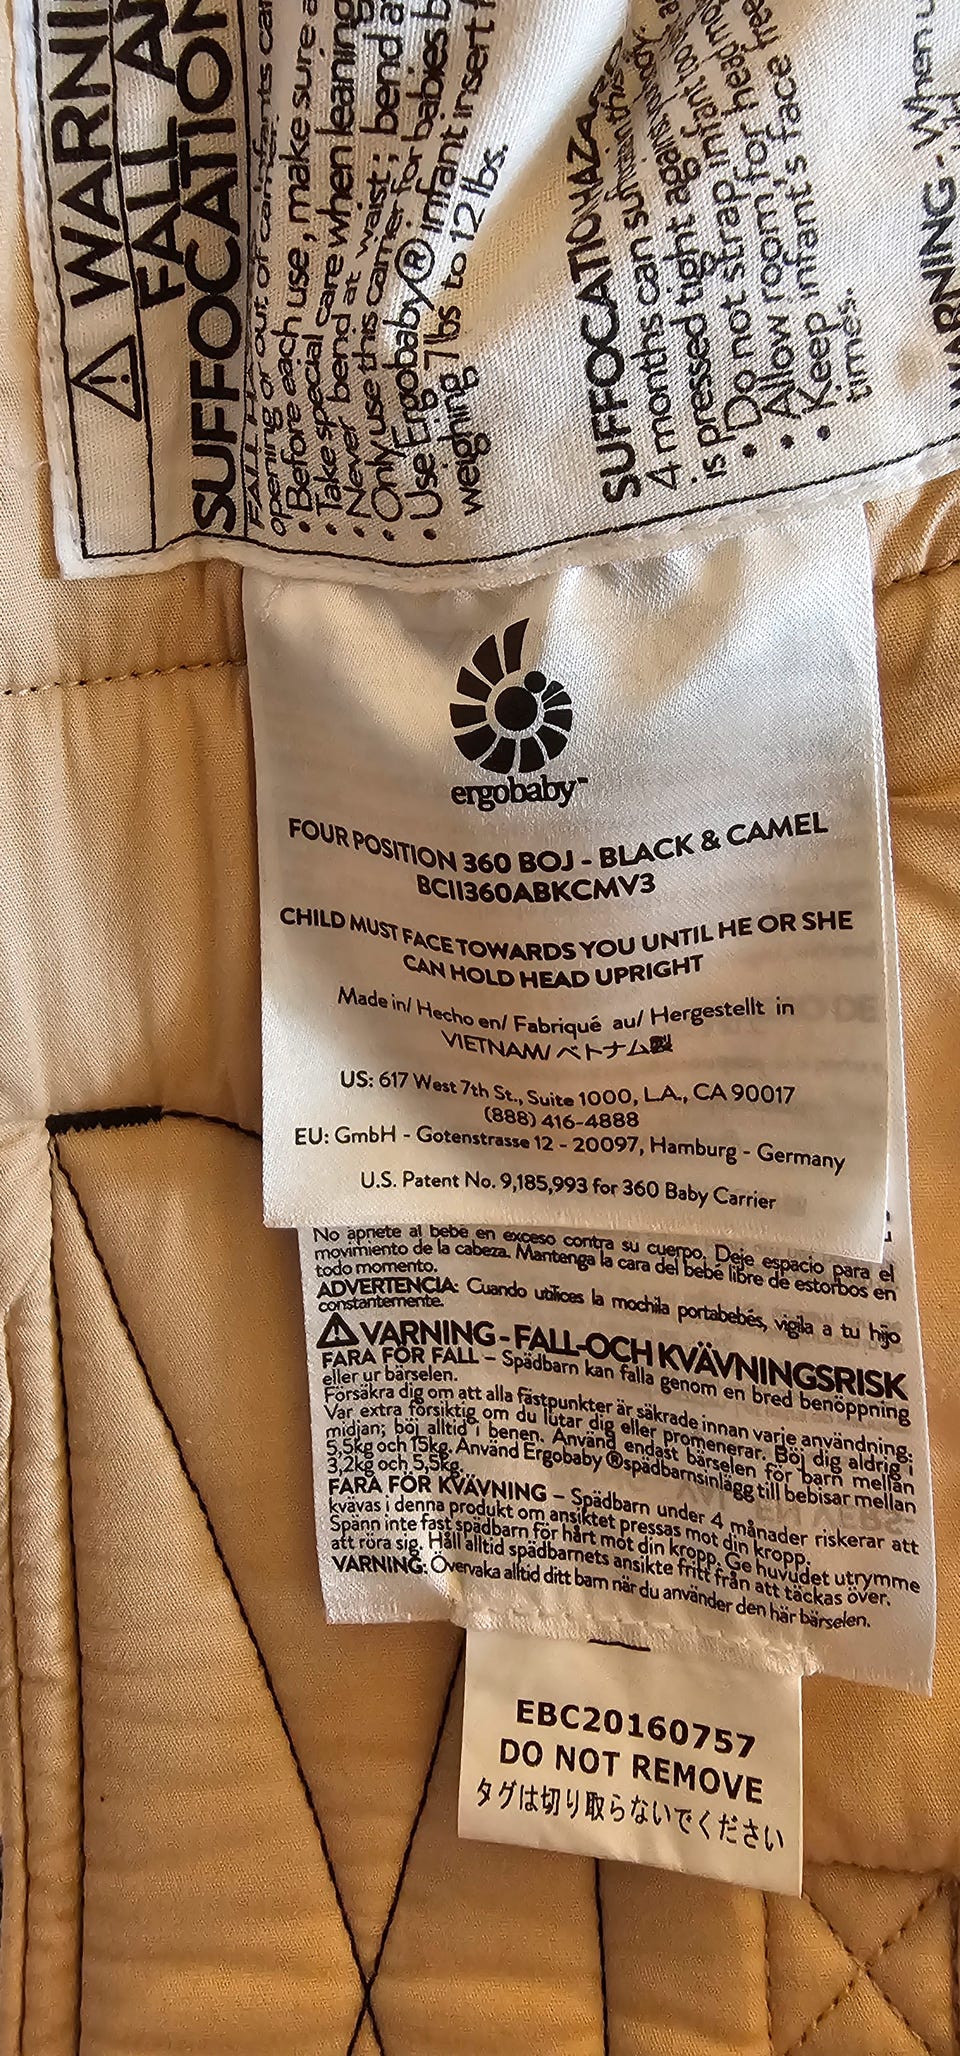 ⚠ WARNI
FALL AN
SUFFOCATION
FALL
opening or out of carrier.
• Before each use, make sure a
• Take special care when leaning
• Never bend at waist; bend a
• Only use this carrier for babies b
• Use Ergobaby® infant insert f
weighing 7lbs to 12 lbs.
SUFFOCATION
4 months can
is pressed tight against your
• Do not strap infant too
• Allow room for head mo
• Keep infant's face free
times.
WARNING - When u
ergobaby™
FOUR POSITION 360 BOJ - BLACK & CAMEL
BCII360ABKCMV3
CHILD MUST FACE TOWARDS YOU UNTIL HE OR SHE
CAN HOLD HEAD UPRIGHT
Made in/ Hecho en/ Fabriqué au/ Hergestellt in
VIETNAM/ ベトナム製
US: 617 West 7th St., Suite 1000, L.A., CA 90017
(888) 416-4888
EU: GmbH - Gotenstrasse 12 - 20097, Hamburg - Germany
U.S. Patent No. 9,185,993 for 360 Baby Carrier
No apriete al bebé en exceso contra su cuerpo. Deje espacio para el
movimiento de la cabeza. Mantenga la cara del bebé libre de estorbos en
todo momento.
ADVERTENCIA: Cuando utilices la mochila portabebés, vigila a tu hijo
constantemente.
⚠ VARNING - FALL-OCH KVÄVNINGSRISK
FARA FÖR FALL – Spädbarn kan falla genom en bred benöppning
eller ur bärselen.
Försäkra dig om att alla fästpunkter är säkrade innan varje användning.
Var extra försiktig om du lutar dig eller promenerar. Böj dig aldrig i
midjan; böj alltid i benen. Använd endast bärselen för barn mellan
5,5kg och 15kg. Använd Ergobaby ®spädbarnsinlägg till bebisar mellan
3,2kg och 5,5kg.
FARA FÖR KVÄVNING – Spädbarn under 4 månader riskerar att
kvävas i denna produkt om ansiktet pressas mot din kropp.
Spänn inte fast spädbarn för hårt mot din kropp. Ge huvudet utrymme
att röra sig. Håll alltid spädbarnets ansikte fritt från att täckas över.
VARNING: Övervaka alltid ditt barn när du använder den här bärselen.
EBC20160757
DO NOT REMOVE
タグは切り取らないでください